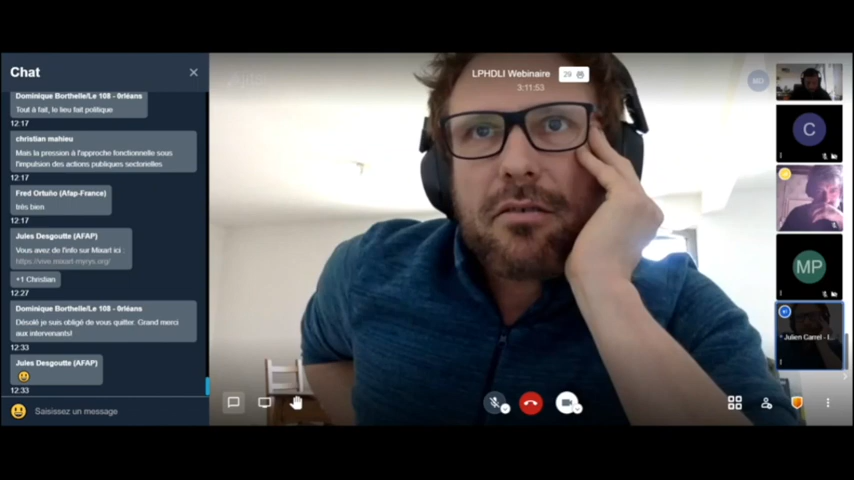 Chat
Dominique Borthelle/Le 108 - 0rléans
Tout à fait, le lieu fait politique
12:17
christian mahieu
Mais la pression à l'approche fonctionnelle sous
l'impulsion des actions publiques sectorielles
12:17
Fred Ortuño (Afap-France)
très bien
12:17
Jules Desgoutte (AFAP)
Vous avez de l'info sur Mixart ici :
https://vive.mixart-myrys.org/
+1 Christian
12:27
Dominique Borthelle/Le 108 - 0rléans
Désolé je suis obligé de vous quitter. Grand merci
aux intervenants!
12:33
Jules Desgoutte (AFAP)
12:33
Saisissez un message
LPHDLI Webinaire
29
3:11:53
C
MP
Julien Carrel - I...